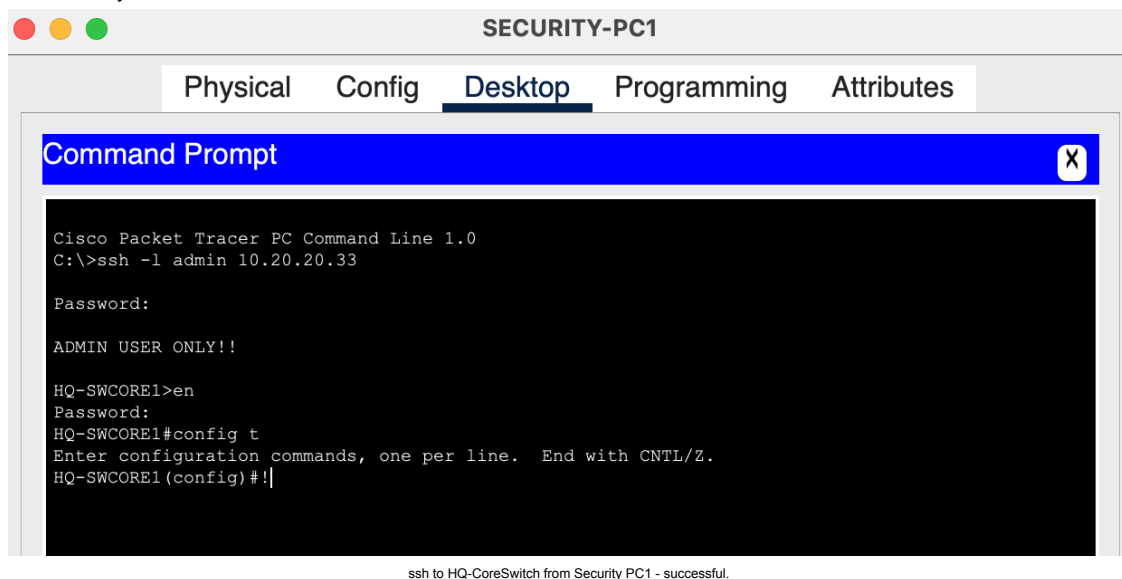 SECURITY-PC1
Physical Config Desktop Programming Attributes
Command Prompt X
Cisco Packet Tracer PC Command Line 1.0
C:\>ssh -l admin 10.20.20.33
Password:
ADMIN USER ONLY!!
HQ-SWCORE1>en
Password:
HQ-SWCORE1#config t
Enter configuration commands, one per line.  End with CNTL/Z.
HQ-SWCORE1(config)#!
ssh to HQ-CoreSwitch from Security PC1 - successful.